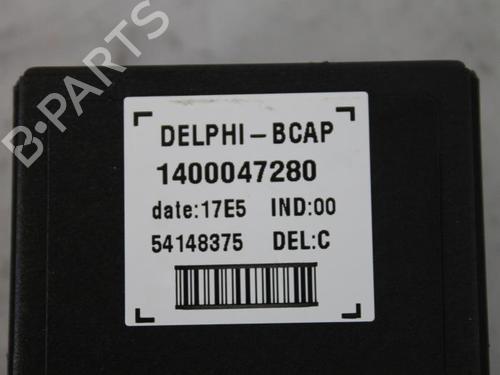 B-PARTS
DELPHI-BCAP
1400047280
date:17E5 IND:00
54148375 DEL:C